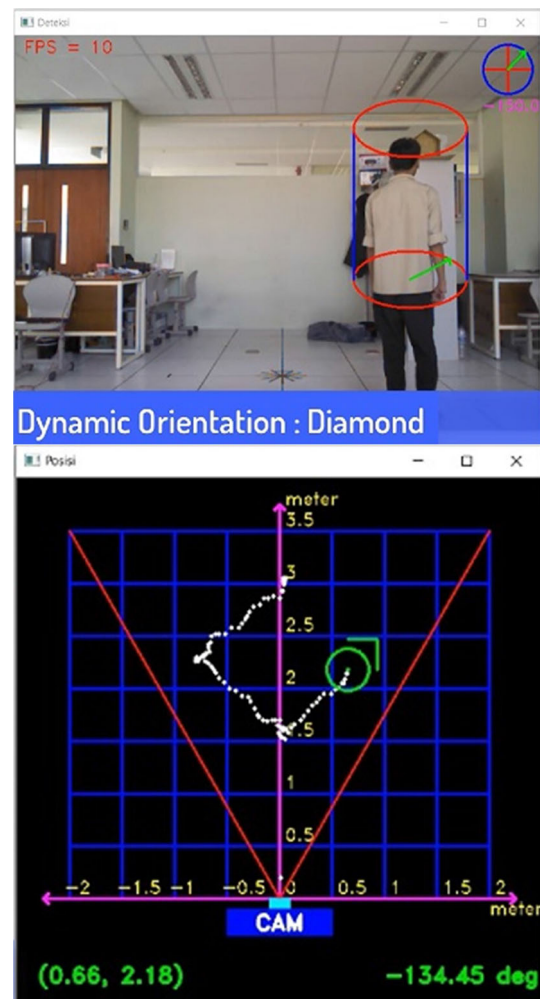 Deteksi
FPS = 10
Dynamic Orientation : Diamond
Posisi
meter
3.5
3
2.5
2
1
0.5
-2 -1.5 -1 -0.5 0 0.5 1 1.5 2
meter
CAM
(0.66, 2.18) -134.45 deg